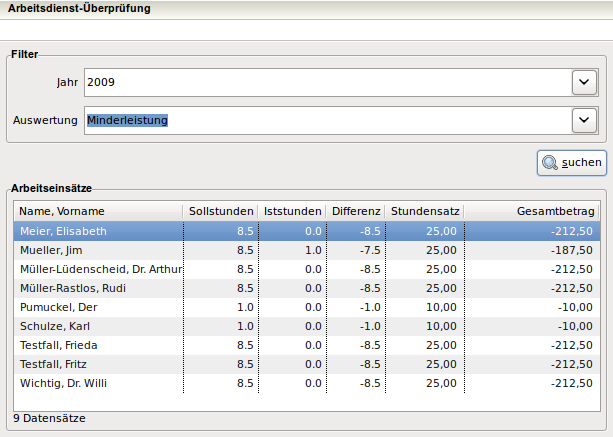 Arbeitsdienst-Überprüfung
Filter
Jahr 2009
Auswertung Minderleistung
suchen
Arbeitseinsätze
Name, Vorname Sollstunden Iststunden Differenz Stundensatz Gesamtbetrag
Meier, Elisabeth 8.5 0.0 -8.5 25,00 -212,50
Mueller, Jim 8.5 1.0 -7.5 25,00 -187,50
Müller-Lüdenscheid, Dr. Arthur 8.5 0.0 -8.5 25,00 -212,50
Müller-Rastlos, Rudi 8.5 0.0 -8.5 25,00 -212,50
Pumuckel, Der 1.0 0.0 -1.0 10,00 -10,00
Schulze, Karl 1.0 0.0 -1.0 10,00 -10,00
Testfall, Frieda 8.5 0.0 -8.5 25,00 -212,50
Testfall, Fritz 8.5 0.0 -8.5 25,00 -212,50
Wichtig, Dr. Willi 8.5 0.0 -8.5 25,00 -212,50
9 Datensätze